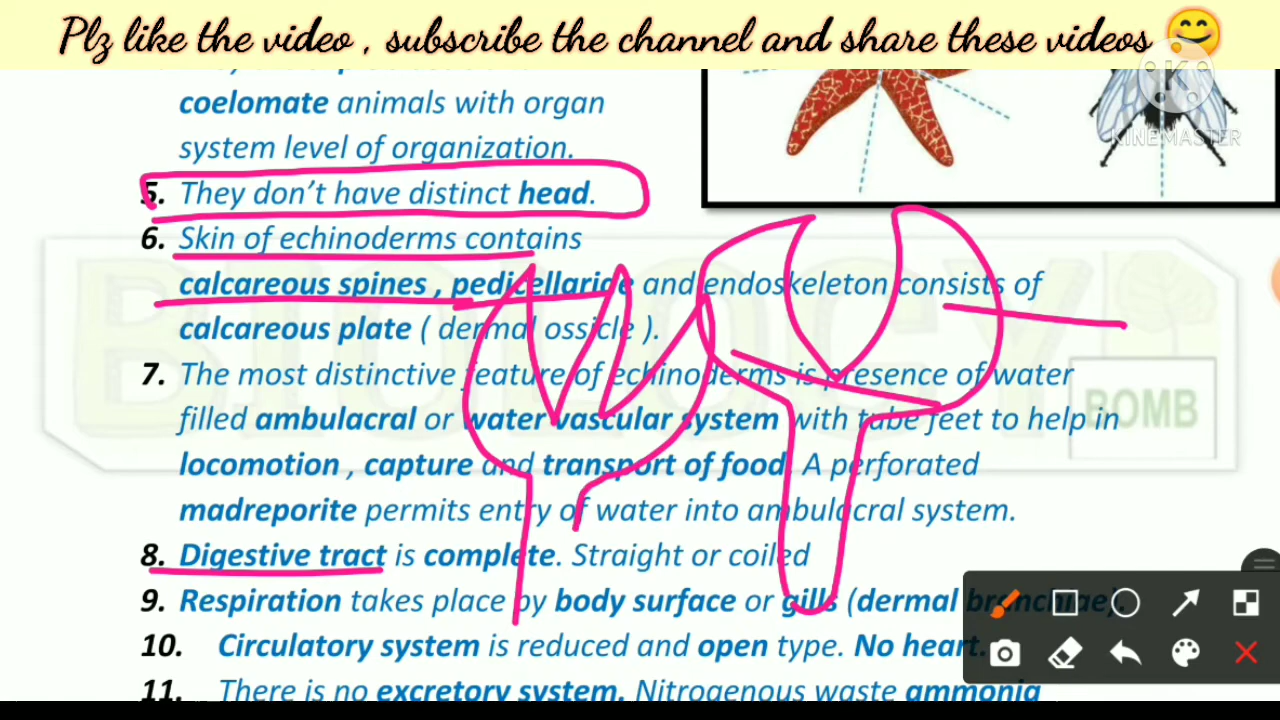 Plz like the video , subscribe the channel and share these videos 😊
KINEMASTER
coelomate animals with organ
system level of organization.
5. They don't have distinct head.
6. Skin of echinoderms contains
calcareous spines , pedicellaride and endoskeleton consists of
calcareous plate ( dermal ossicle ).
7. The most distinctive feature of echinoderms is presence of water
filled ambulacral or water vascular system with tube feet to help in
locomotion , capture and transport of food. A perforated
madreporite permits entry of water into ambulacral system.
8. Digestive tract is complete. Straight or coiled
9. Respiration takes place by body surface or gills (dermal branchiae).
10. Circulatory system is reduced and open type. No heart.
11. There is no excretory system. Nitrogenous waste ammonia
BIOLOGY
BOMB